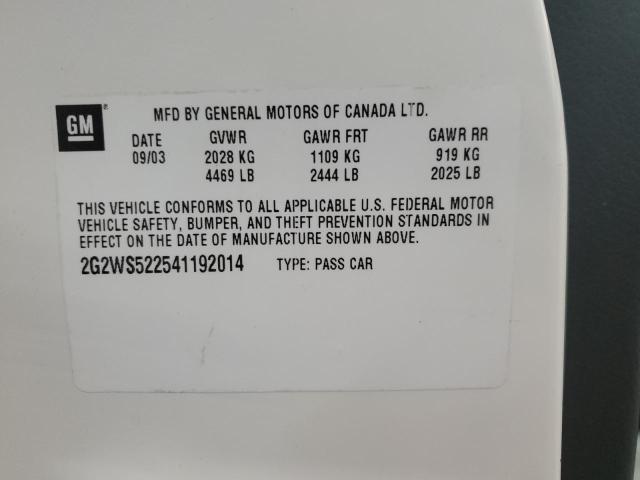 GM®
MFD BY GENERAL MOTORS OF CANADA LTD.
DATE GVWR GAWR FRT GAWR RR
09/03 2028 KG 1109 KG 919 KG
4469 LB 2444 LB 2025 LB
THIS VEHICLE CONFORMS TO ALL APPLICABLE U.S. FEDERAL MOTOR
VEHICLE SAFETY, BUMPER, AND THEFT PREVENTION STANDARDS IN
EFFECT ON THE DATE OF MANUFACTURE SHOWN ABOVE.
2G2WS522541192014 TYPE: PASS CAR